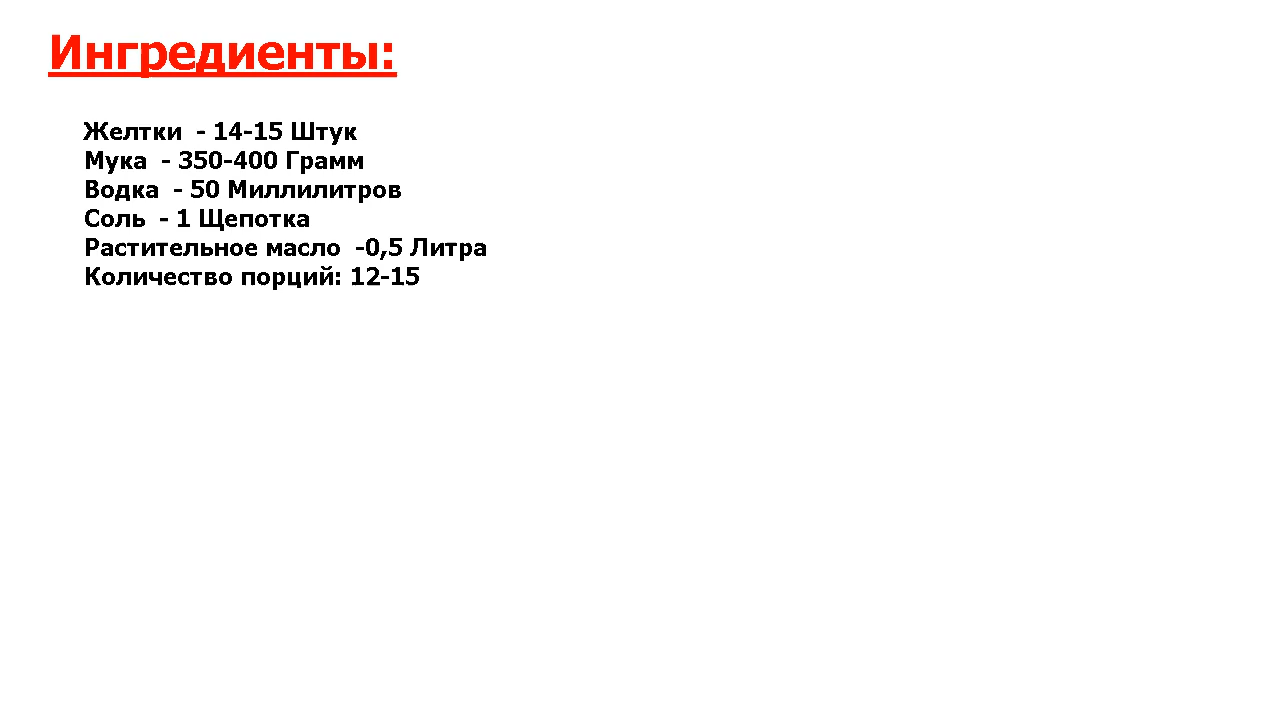 Ингредиенты:
Желтки  - 14-15 Штук
Мука  - 350-400 Грамм
Водка  - 50 Миллилитров
Соль  - 1 Щепотка
Растительное масло  -0,5 Литра
Количество порций: 12-15